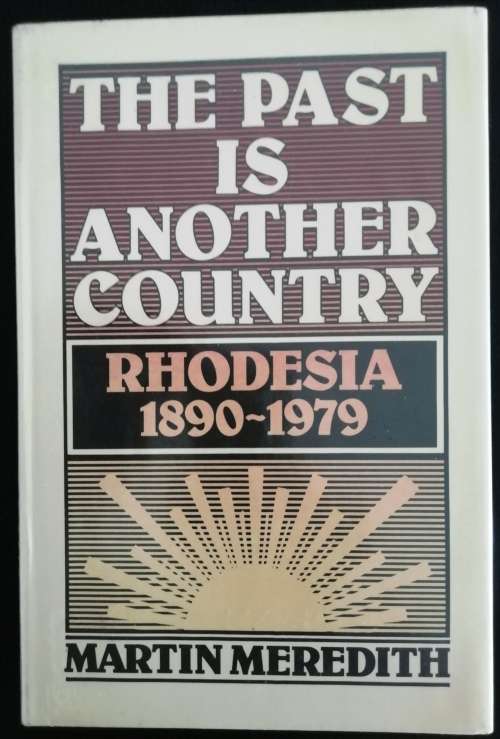 THE PAST
IS
ANOTHER
COUNTRY
RHODESIA
1890~1979
MARTIN MEREDITH